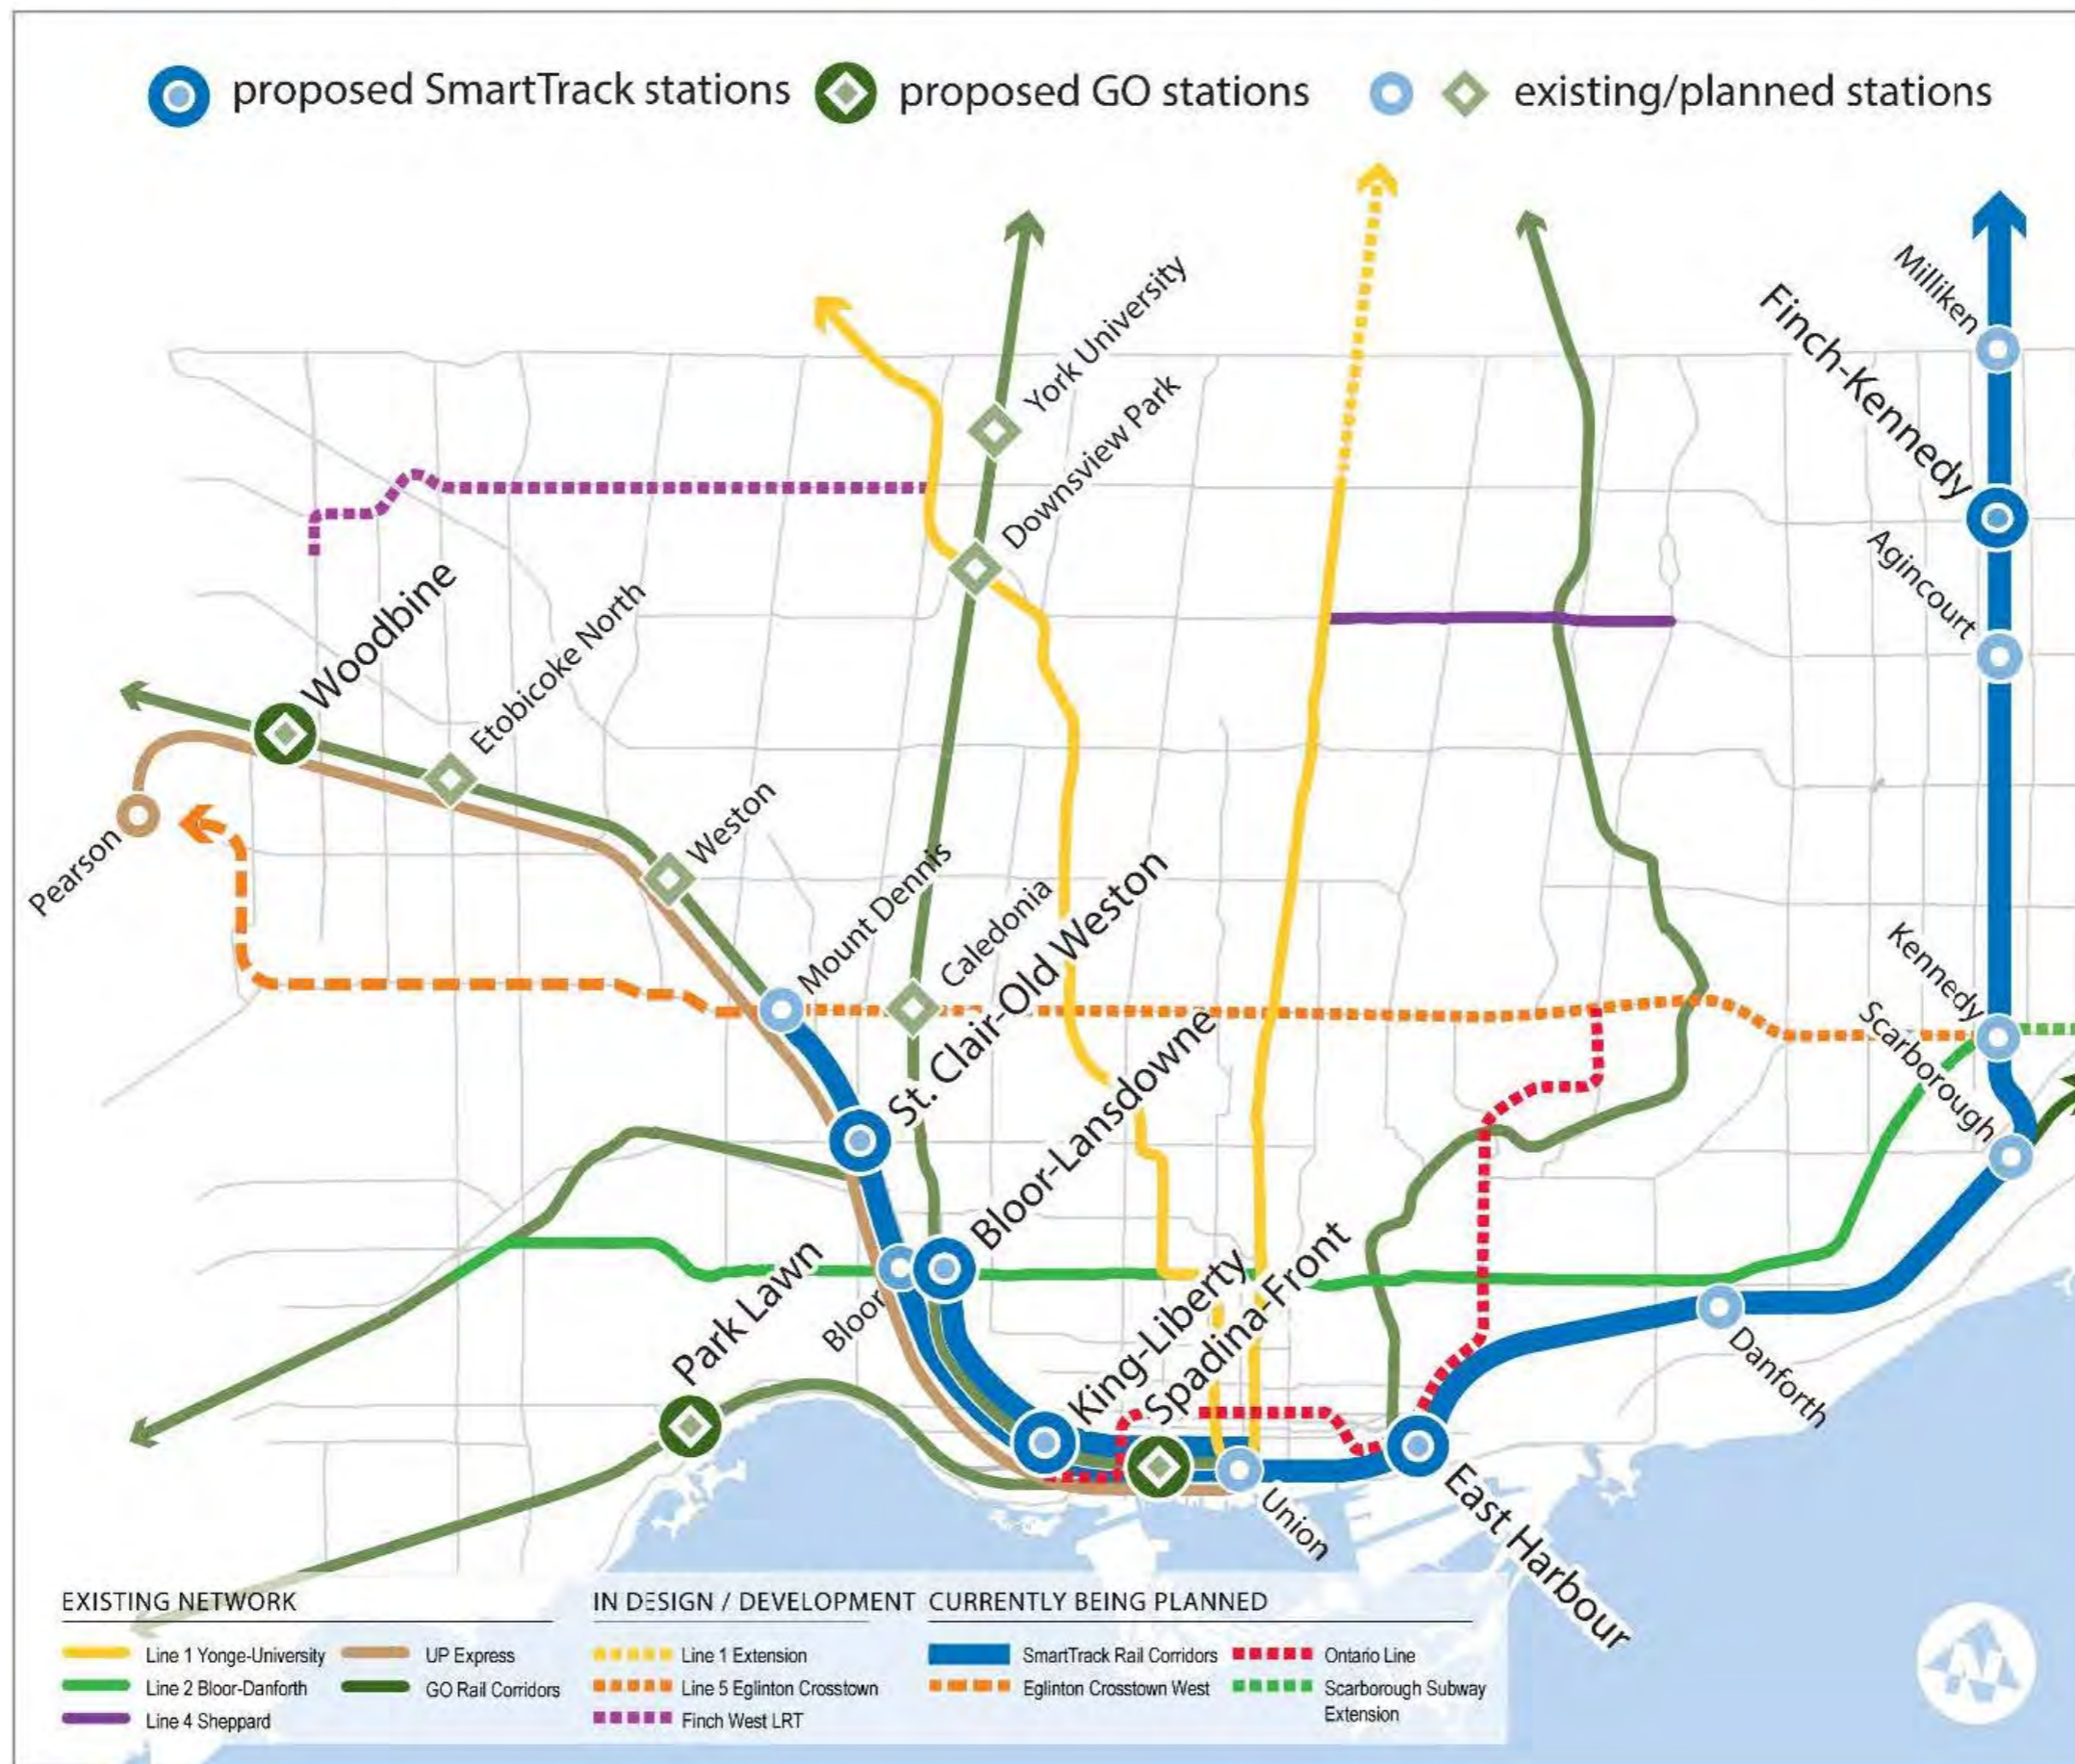 proposed SmartTrack stations
proposed GO stations
existing/planned stations
Milliken
Finch-Kennedy
York University
Downsview Park
Agincourt
Woodbine
Etobicoke North
Weston
Pearson
Mount Dennis
Caledonia
St. Clair-Old Weston
Kennedy
Scarborough
Bloor-Lansdowne
Bloor
Park Lawn
King-Liberty
Spadina-Front
Danforth
Union
East Harbour
EXISTING NETWORK
Line 1 Yonge-University
Line 2 Bloor-Danforth
Line 4 Sheppard
UP Express
GO Rail Corridors
IN DESIGN / DEVELOPMENT
Line 1 Extension
Line 5 Eglinton Crosstown
Finch West LRT
CURRENTLY BEING PLANNED
SmartTrack Rail Corridors
Eglinton Crosstown West
Ontario Line
Scarborough Subway
Extension
N